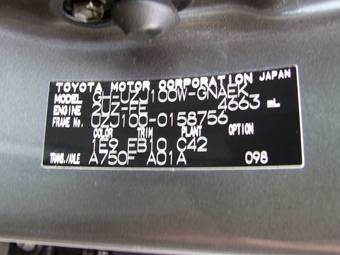 TOYOTA MOTOR CORPORATION JAPAN
MODEL GH-UZJ100W-GNAEK
ENGINE 2UZ-FE 4663 mL
FRAME No. UZJ100-0158756
COLOR TRIM PLANT OPTION
1E9 EB10 C42
TRANS./AXLE A750F A01A 098